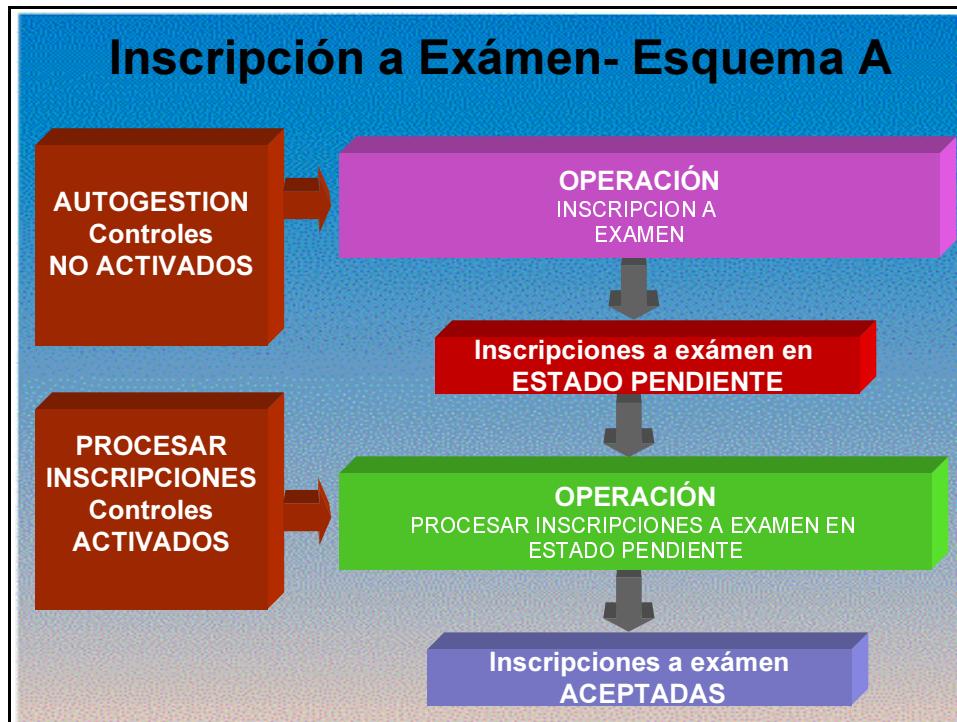 Inscripción a Exámen- Esquema A
AUTOGESTION
Controles
NO ACTIVADOS
OPERACIÓN
INSCRIPCION A
EXAMEN
Inscripciones a exámen en
ESTADO PENDIENTE
PROCESAR
INSCRIPCIONES
Controles
ACTIVADOS
OPERACIÓN
PROCESAR INSCRIPCIONES A EXAMEN EN
ESTADO PENDIENTE
Inscripciones a exámen
ACEPTADAS